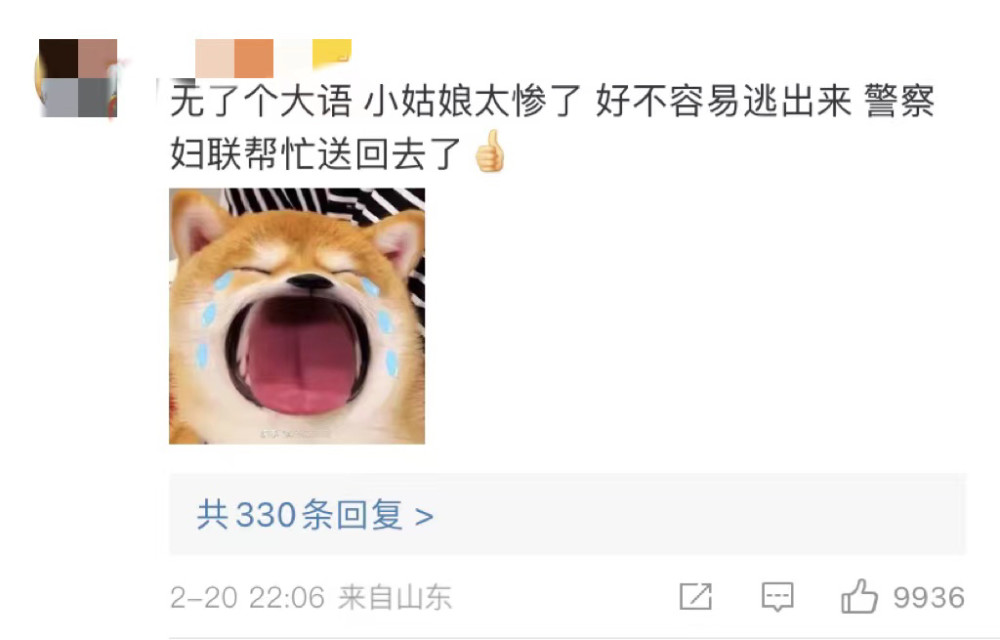 无了个大语 小姑娘太惨了 好不容易逃出来 警察
妇联帮忙送回去了👍
共330条回复 >
2-20 22:06 来自山东
9936